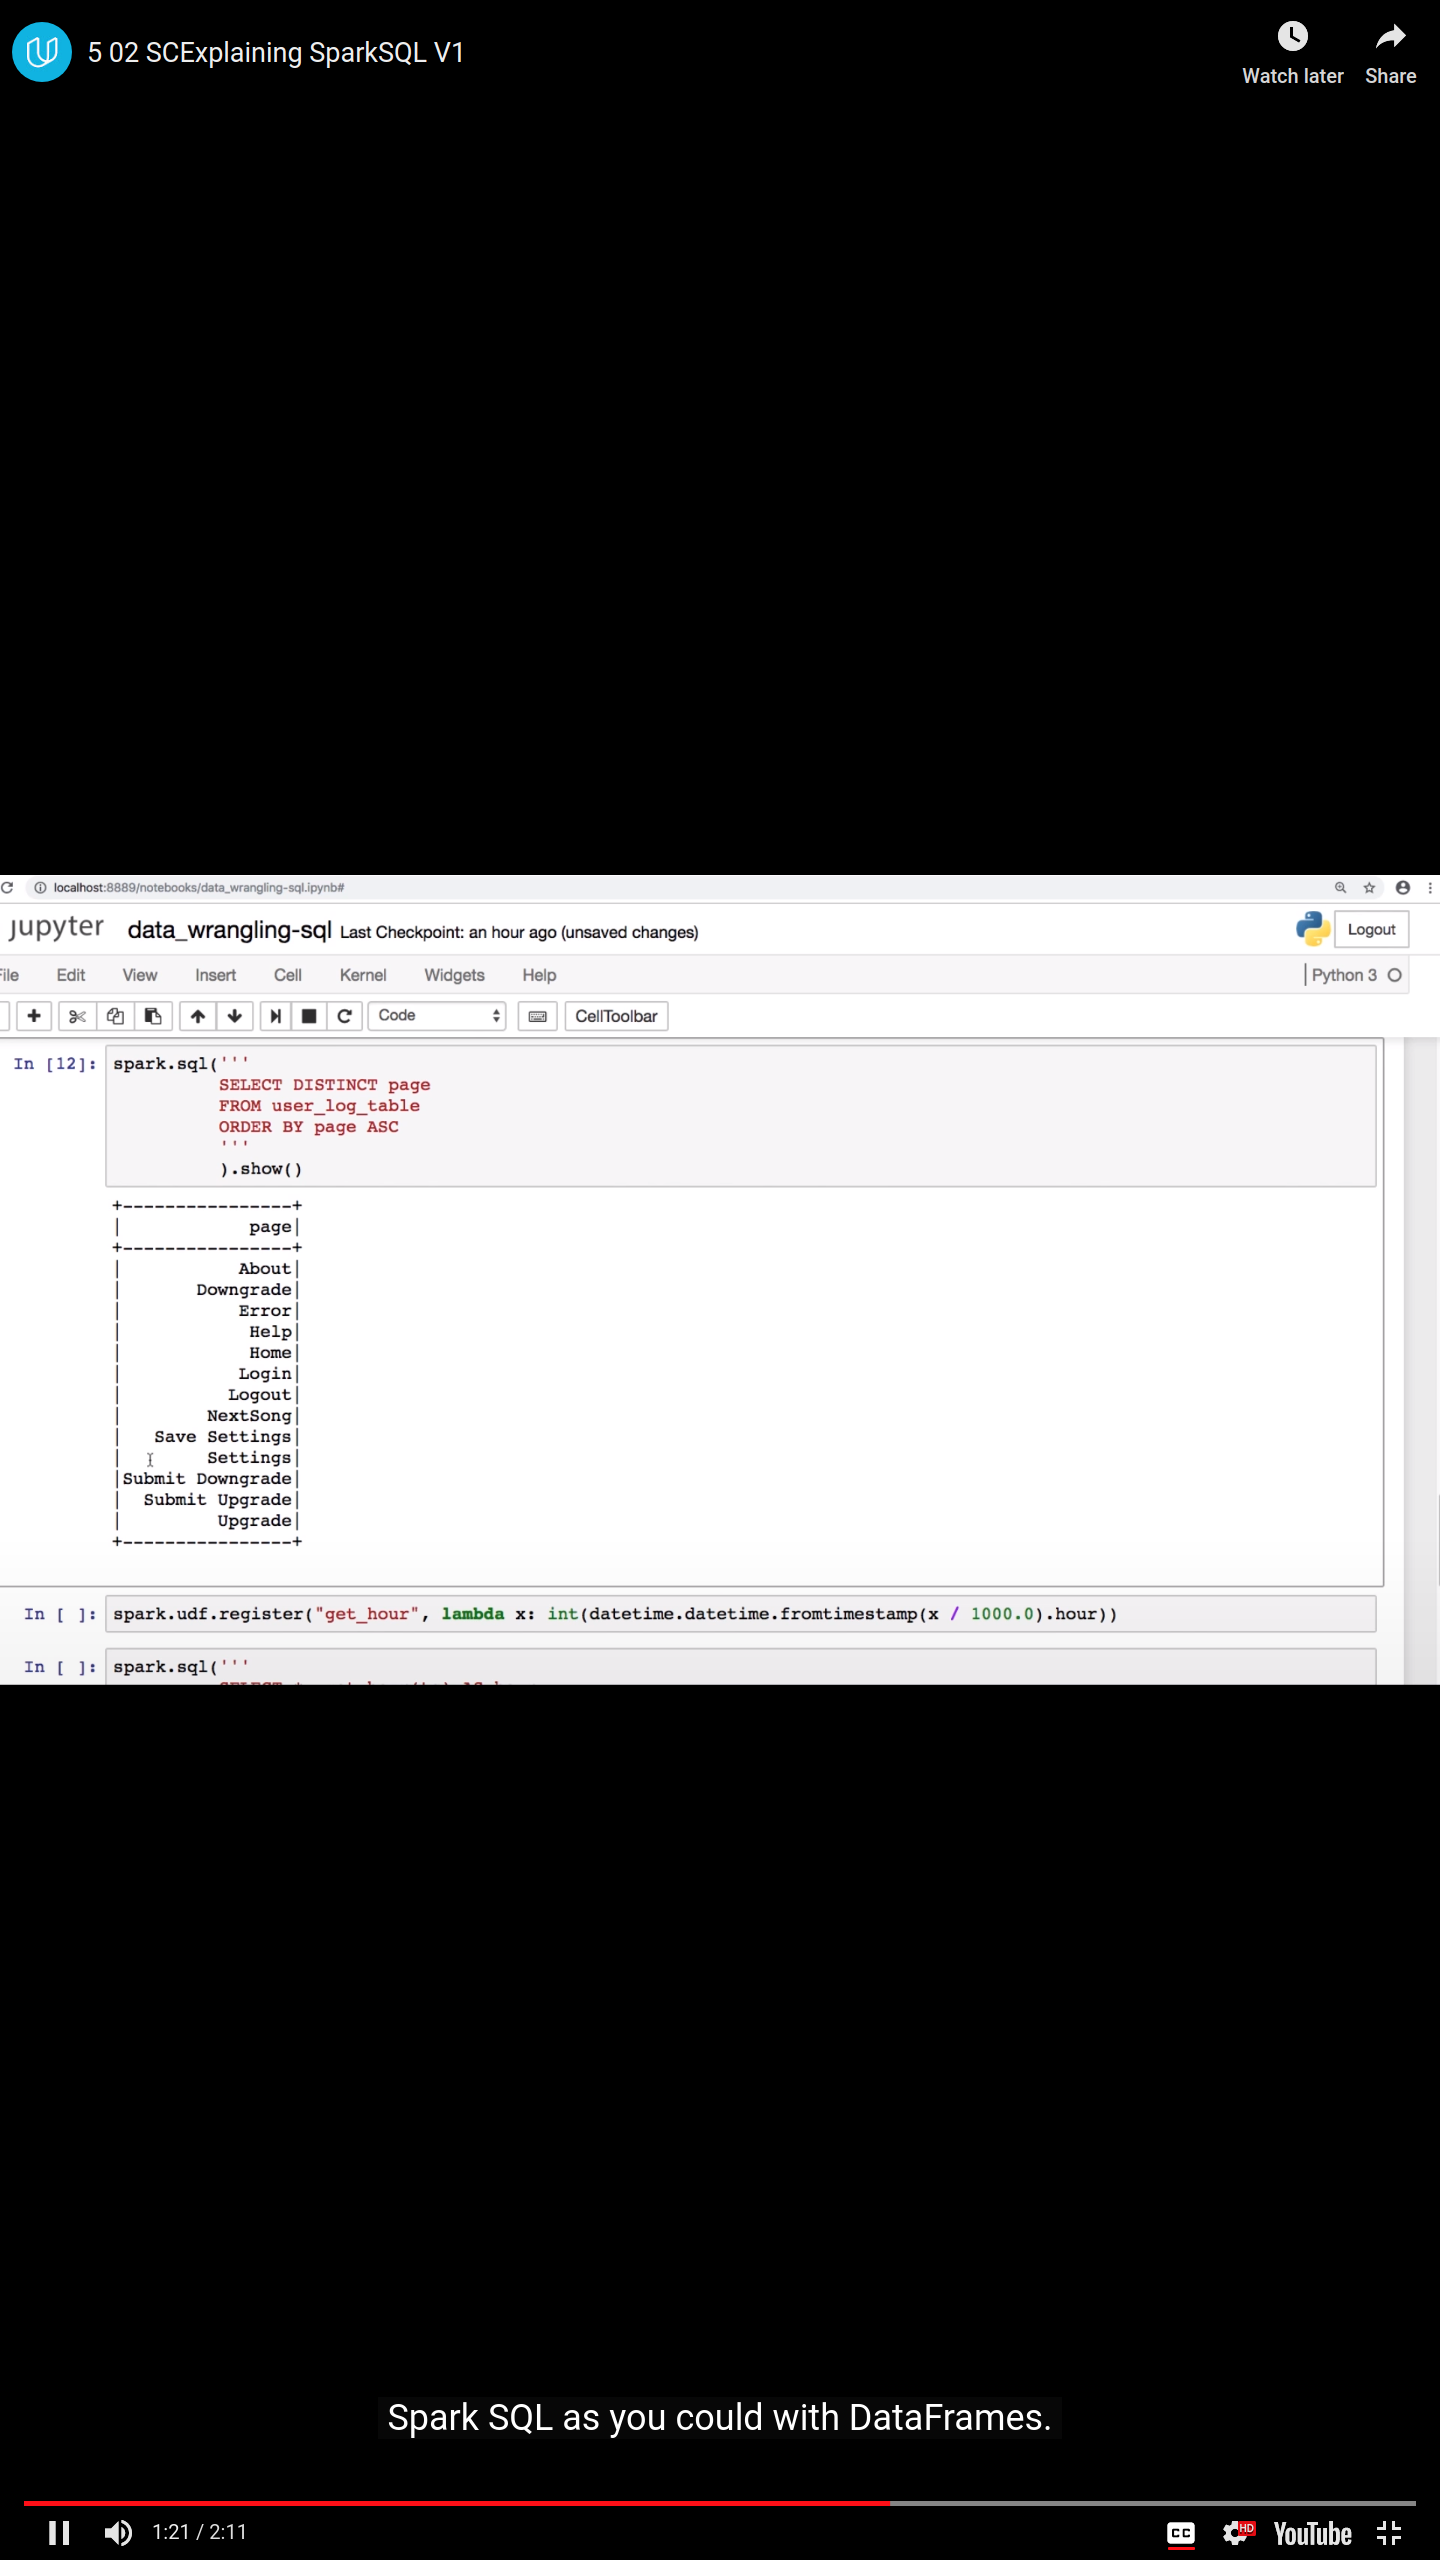 5 02 SCExplaining SparkSQL V1
Watch later
Share
localhost:8889/notebooks/data_wrangling-sql.ipynb#
jupyter data_wrangling-sql Last Checkpoint: an hour ago (unsaved changes)
Logout
File Edit View Insert Cell Kernel Widgets Help
Python 3
Code
CellToolbar
In [12]: spark.sql('''
SELECT DISTINCT page
FROM user_log_table
ORDER BY page ASC
'''
).show()
+----------------+
|            page|
+----------------+
|           About|
|       Downgrade|
|           Error|
|            Help|
|            Home|
|           Login|
|          Logout|
|        NextSong|
|   Save Settings|
|        Settings|
|Submit Downgrade|
|  Submit Upgrade|
|         Upgrade|
+----------------+
In [ ]: spark.udf.register("get_hour", lambda x: int(datetime.datetime.fromtimestamp(x / 1000.0).hour))
In [ ]: spark.sql('''
Spark SQL as you could with DataFrames.
1:21 / 2:11
CC
HD
YouTube